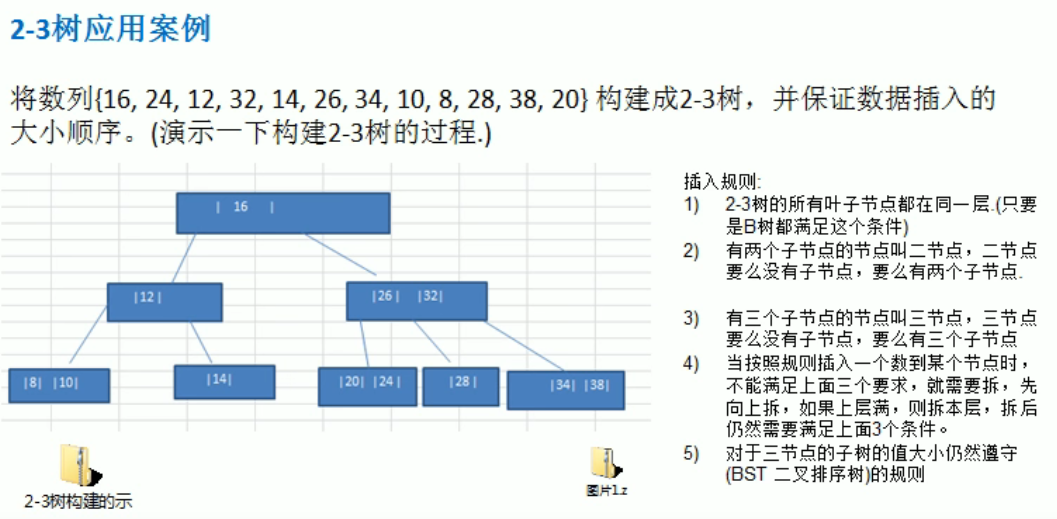 2-3树应用案例
将数列{16, 24, 12, 32, 14, 26, 34, 10, 8, 28, 38, 20} 构建成2-3树，并保证数据插入的
大小顺序。(演示一下构建2-3树的过程.)
插入规则:
1) 2-3树的所有叶子节点都在同一层.(只要
是B树都满足这个条件)
2) 有两个子节点的节点叫二节点，二节点
要么没有子节点，要么有两个子节点.
3) 有三个子节点的节点叫三节点，三节点
要么没有子节点，要么有三个子节点
4) 当按照规则插入一个数到某个节点时，
不能满足上面三个要求，就需要拆，先
向上拆，如果上层满，则拆本层，拆后
仍然需要满足上面3个条件。
5) 对于三节点的子树的值大小仍然遵守
(BST 二叉排序树)的规则
| 16 |
|12 |
|26 | |32|
|8| |10|
|14|
|20| |24 |
|28 |
|34| |38|
2-3树构建的示
图片1.z